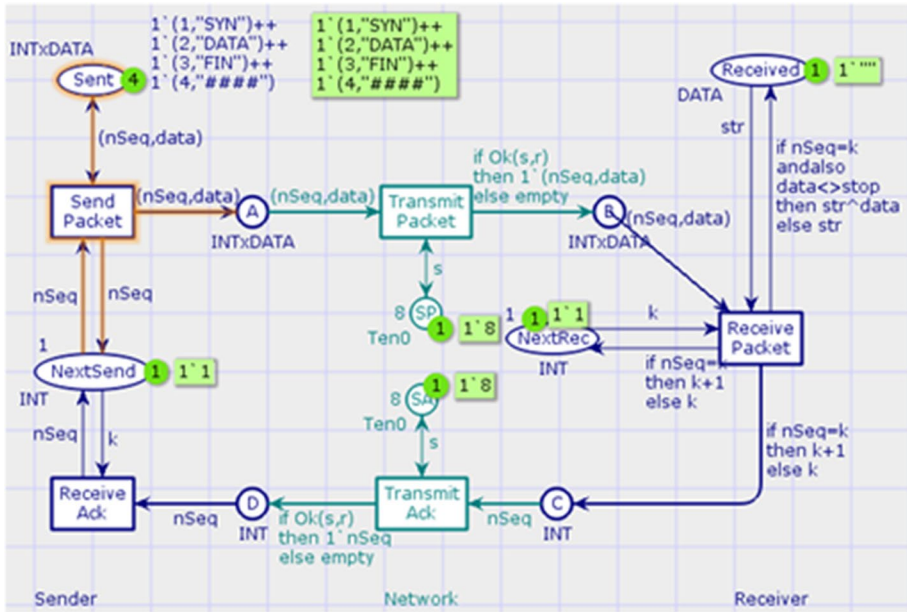 1`(1,"SYN")++
1`(2,"DATA")++
1`(3,"FIN")++
1`(4,"####")
1`(1,"SYN")++
1`(2,"DATA")++
1`(3,"FIN")++
1`(4,"####")
INTxDATA
Sent
4
Received
1
1`""
DATA
(nSeq,data)
str
if nSeq=k
andalso
data<>stop
then str^data
else str
Send
Packet
(nSeq,data)
A
INTxDATA
(nSeq,data)
Transmit
Packet
if Ok(s,r)
then 1`(nSeq,data)
else empty
B
INTxDATA
(nSeq,data)
nSeq
nSeq
s
8
SP
1
1`8
Ten0
1
1
1`1
NextRec
INT
k
Receive
Packet
if nSeq=k
then k+1
else k
1
NextSend
1
1`1
INT
8
SA
1
1`8
Ten0
s
nSeq
k
if nSeq=k
then k+1
else k
Receive
Ack
nSeq
D
INT
if Ok(s,r)
then 1`nSeq
else empty
Transmit
Ack
nSeq
C
INT
Sender
Network
Receiver